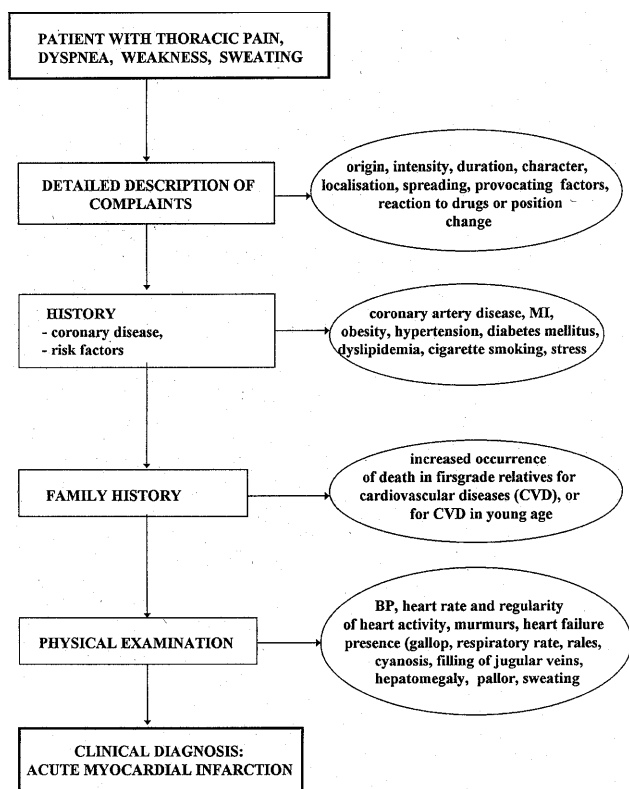 PATIENT WITH THORACIC PAIN,
DYSPNEA, WEAKNESS, SWEATING
DETAILED DESCRIPTION OF
COMPLAINTS
origin, intensity, duration, character,
localisation, spreading, provocating factors,
reaction to drugs or position
change
HISTORY
- coronary disease,
- risk factors
coronary artery disease, MI,
obesity, hypertension, diabetes mellitus,
dyslipidemia, cigarette smoking, stress
FAMILY HISTORY
increased occurrence
of death in firsgrade relatives for
cardiovascular diseases (CVD), or
for CVD in young age
PHYSICAL EXAMINATION
BP, heart rate and regularity
of heart activity, murmurs, heart failure
presence (gallop, respiratory rate, rales,
cyanosis, filling of jugular veins,
hepatomegaly, pallor, sweating
CLINICAL DIAGNOSIS:
ACUTE MYOCARDIAL INFARCTION